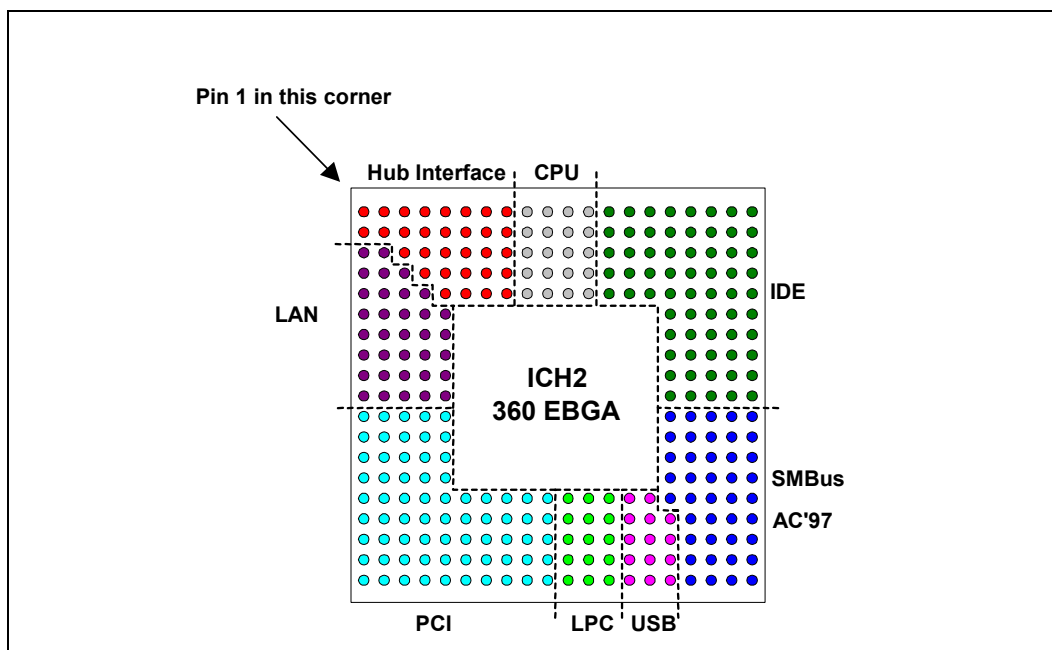 Pin 1 in this corner
Hub Interface
CPU
IDE
LAN
ICH2
360 EBGA
SMBus
AC'97
PCI
LPC
USB